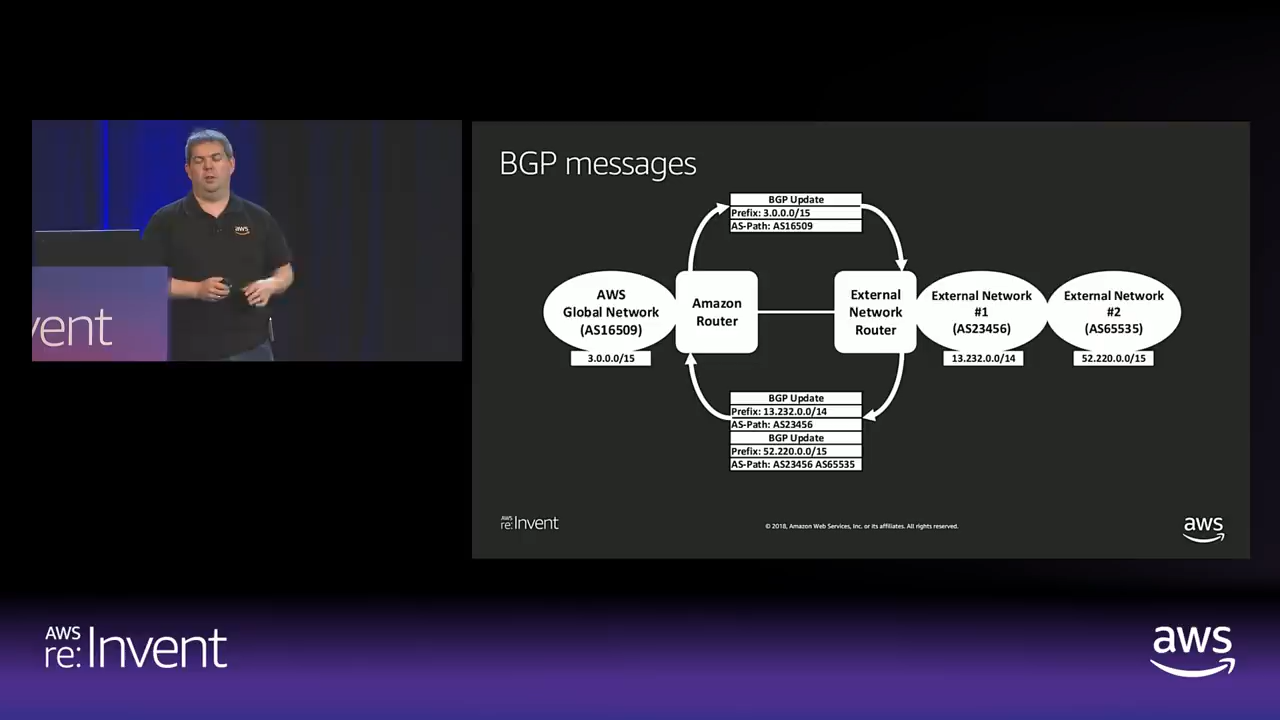 aws
vent
BGP messages
BGP Update
Prefix: 3.0.0.0/15
AS-Path: AS16509
AWS
Global Network
(AS16509)
3.0.0.0/15
Amazon
Router
External
Network
Router
External Network
#1
(AS23456)
13.232.0.0/14
External Network
#2
(AS65535)
52.220.0.0/15
BGP Update
Prefix: 13.232.0.0/14
AS-Path: AS23456
BGP Update
Prefix: 52.220.0.0/15
AS-Path: AS23456 AS65535
AWS
re:Invent
© 2018, Amazon Web Services, Inc. or its affiliates. All rights reserved.
aws
AWS
re:Invent
aws